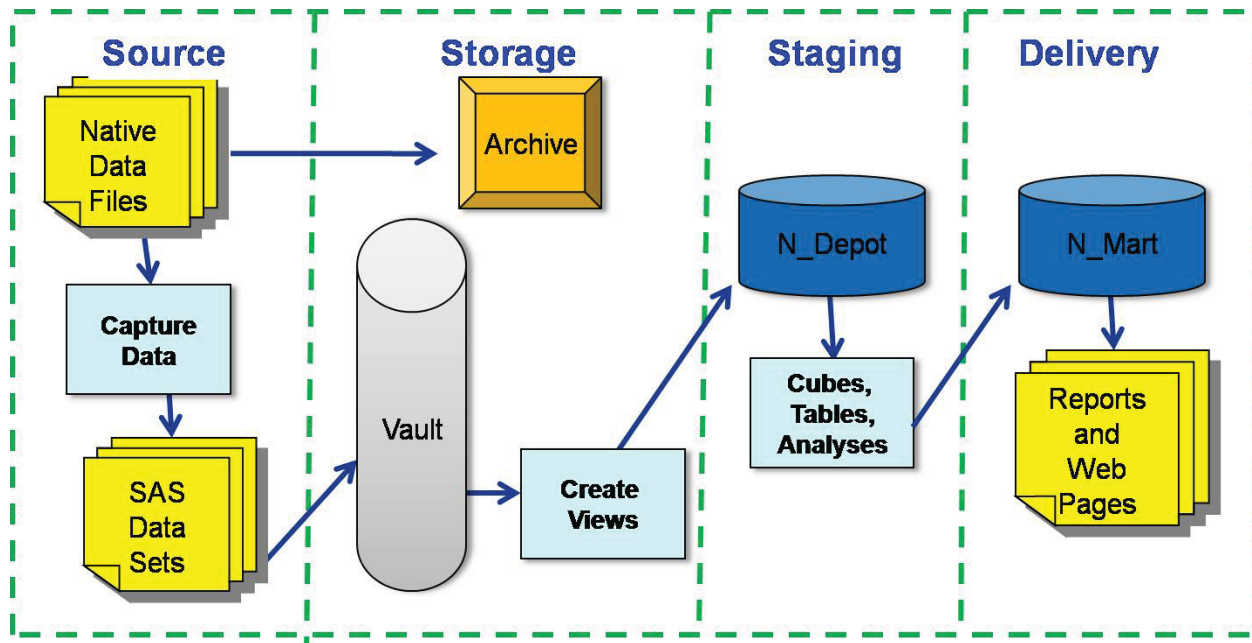 Source
Native
Data
Files
Capture
Data
SAS
Data
Sets
Storage
Archive
Vault
Create
Views
Staging
N_Depot
Cubes,
Tables,
Analyses
Delivery
N_Mart
Reports
and
Web
Pages